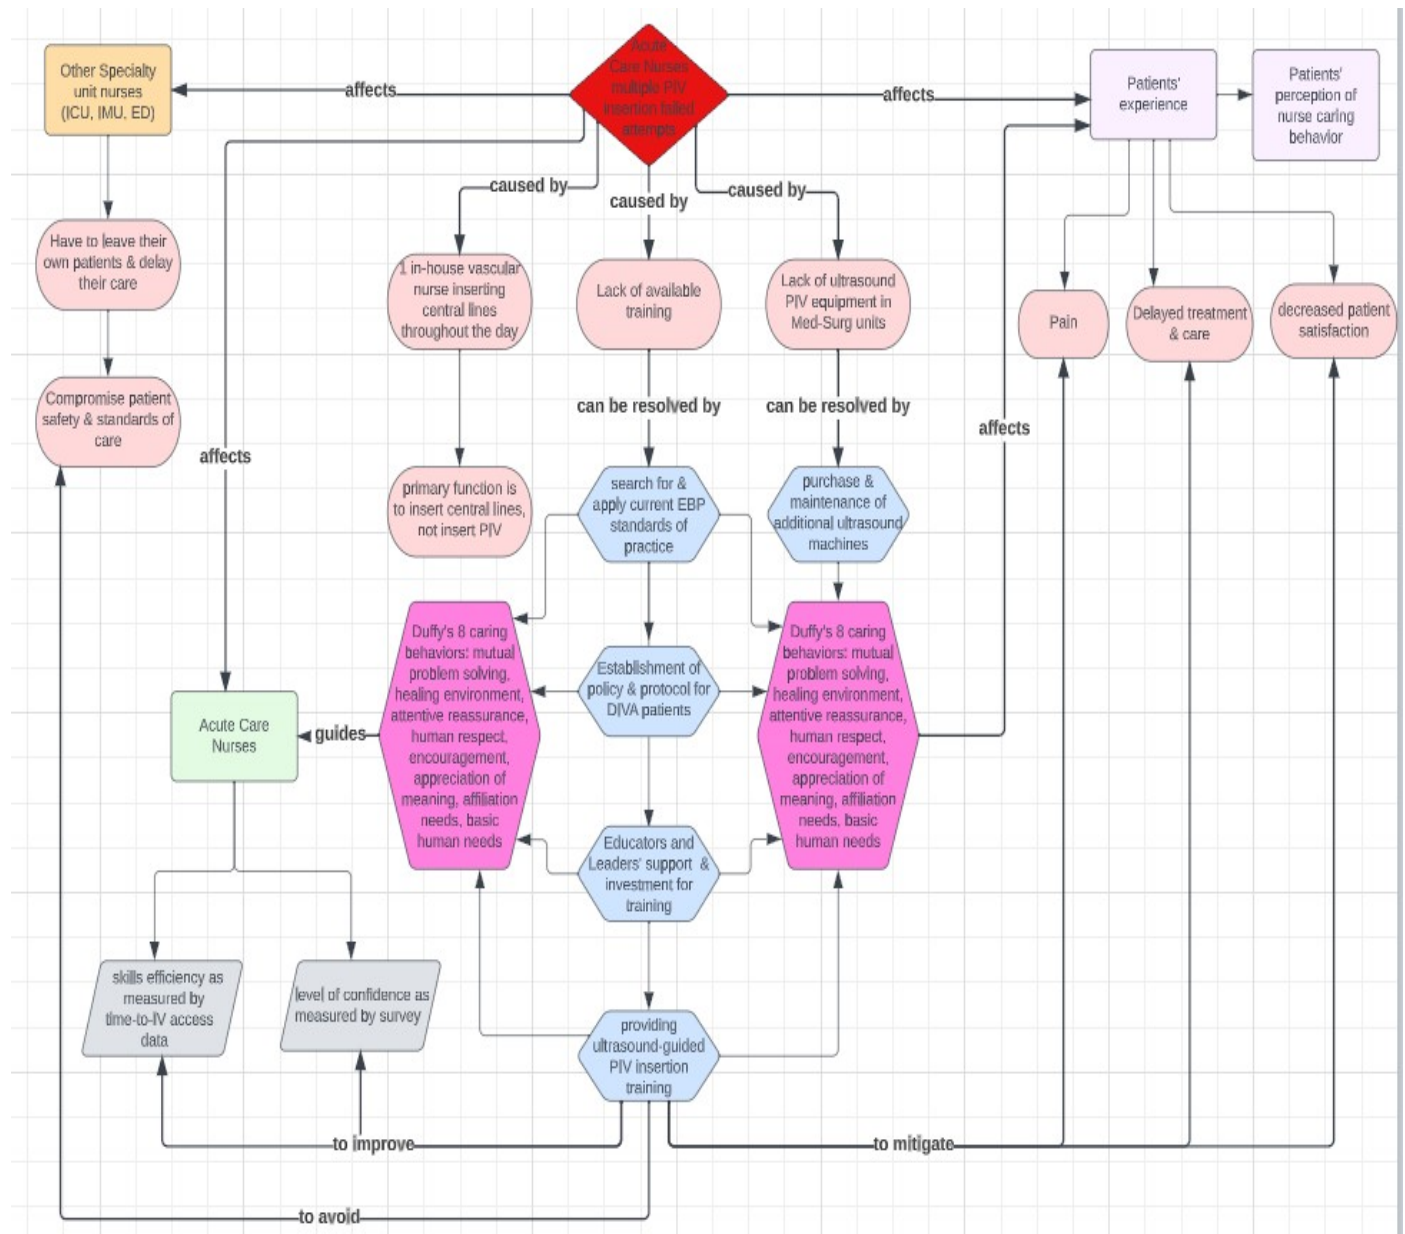 Acute
Care Nurses
multiple PIV
insertion failed
attempts
Other Specialty
unit nurses
(ICU, IMU, ED)
affects
affects
Patients'
experience
Patients'
perception of
nurse caring
behavior
caused by
caused by
caused by
Have to leave their
own patients & delay
their care
1 in-house vascular
nurse inserting
central lines
throughout the day
Lack of available
training
Lack of ultrasound
PIV equipment in
Med-Surg units
Pain
Delayed treatment
& care
decreased patient
satisfaction
Compromise patient
safety & standards of
care
can be resolved by
can be resolved by
affects
affects
primary function is
to insert central lines,
not insert PIV
search for &
apply current EBP
standards of
practice
purchase &
maintenance of
additional ultrasound
machines
Duffy's 8 caring
behaviors: mutual
problem solving,
healing environment,
attentive reassurance,
human respect,
encouragement,
appreciation of
meaning, affiliation
needs, basic
human needs
Establishment of
policy & protocol for
DIVA patients
Duffy's 8 caring
behaviors: mutual
problem solving,
healing environment,
attentive reassurance,
human respect,
encouragement,
appreciation of
meaning, affiliation
needs, basic
human needs
Acute Care
Nurses
guides
Educators and
Leaders' support &
investment for
training
skills efficiency as
measured by
time-to-IV access
data
level of confidence as
measured by survey
providing
ultrasound-guided
PIV insertion
training
to improve
to mitigate
to avoid